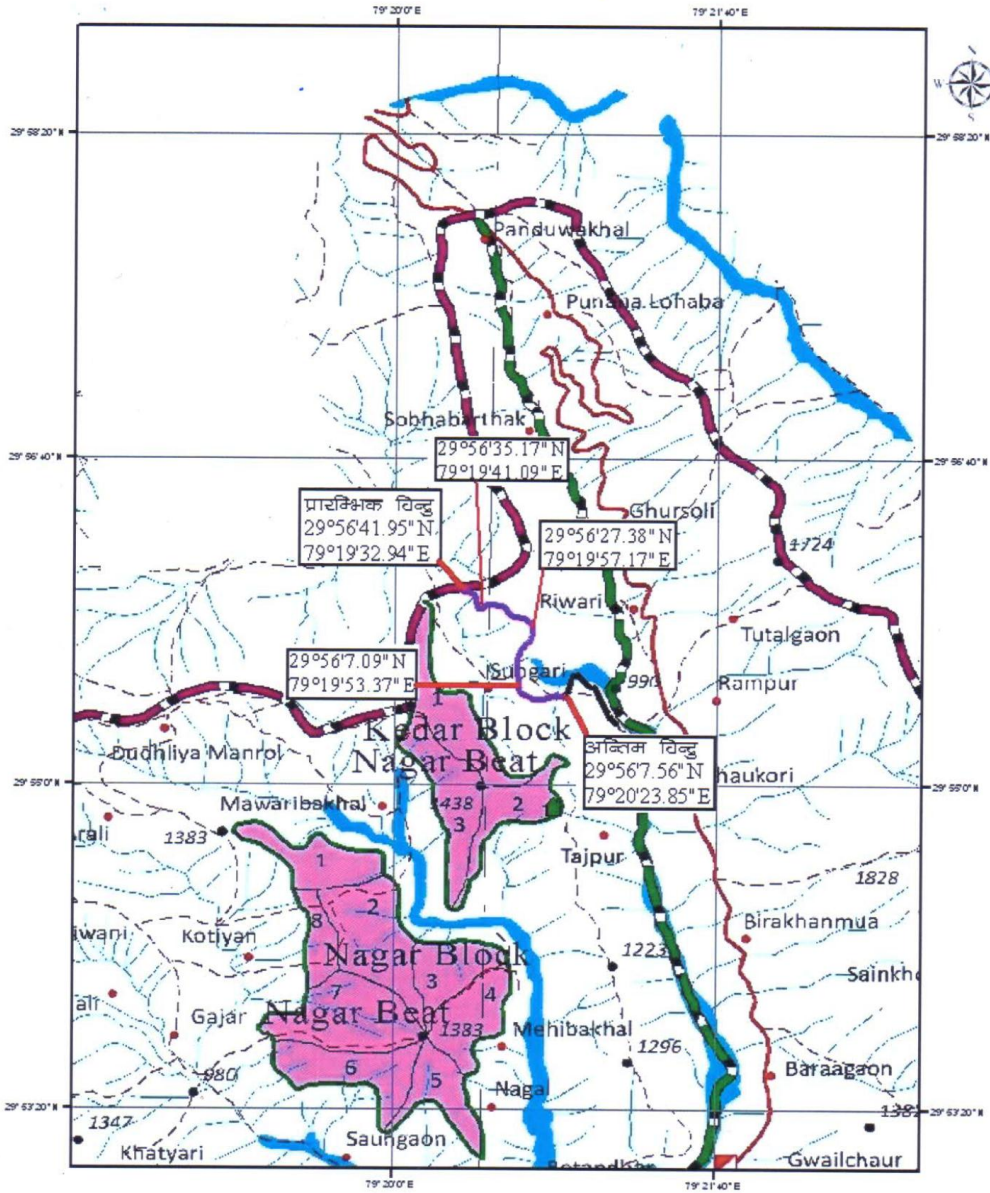 79°20'0"E
79°21'40"E
N
W
S
29°58'20"N
29°58'20"N
Panduwakhal
Punana Lohaba
Sobhabarthak
29°56'35.17"N
79°19'41.09"E
29°56'40"N
29°56'40"N
प्रारम्भिक विन्दु
29°56'41.95"N
79°19'32.94"E
Ghursoli
29°56'27.38"N
79°19'57.17"E
1724
Riwari
Tutalgaon
29°56'7.09"N
79°19'53.37"E
Sungari
990
Rampur
1
Kedar Block
Nagar Beat
Dudhliya Manrol
अन्तिम विन्दु
29°56'7.56"N
79°20'23.85"E
haukori
29°55'0"N
29°55'0"N
Mawaribakhal
1438
2
3
1383
rali
Tajpur
1
1828
2
8
Birakhanmua
iwani
Kotiyan
1223
Nagar Block
3
Sainkh
ali
7
4
Gajar
Nagar Beat
1383
Mehibakhal
1296
980
6
5
Baraagaon
Nagal
1347
29°53'20"N
29°53'20"N
Khatyari
Saungaon
Gwailchaur
79°20'0"E
79°21'40"E